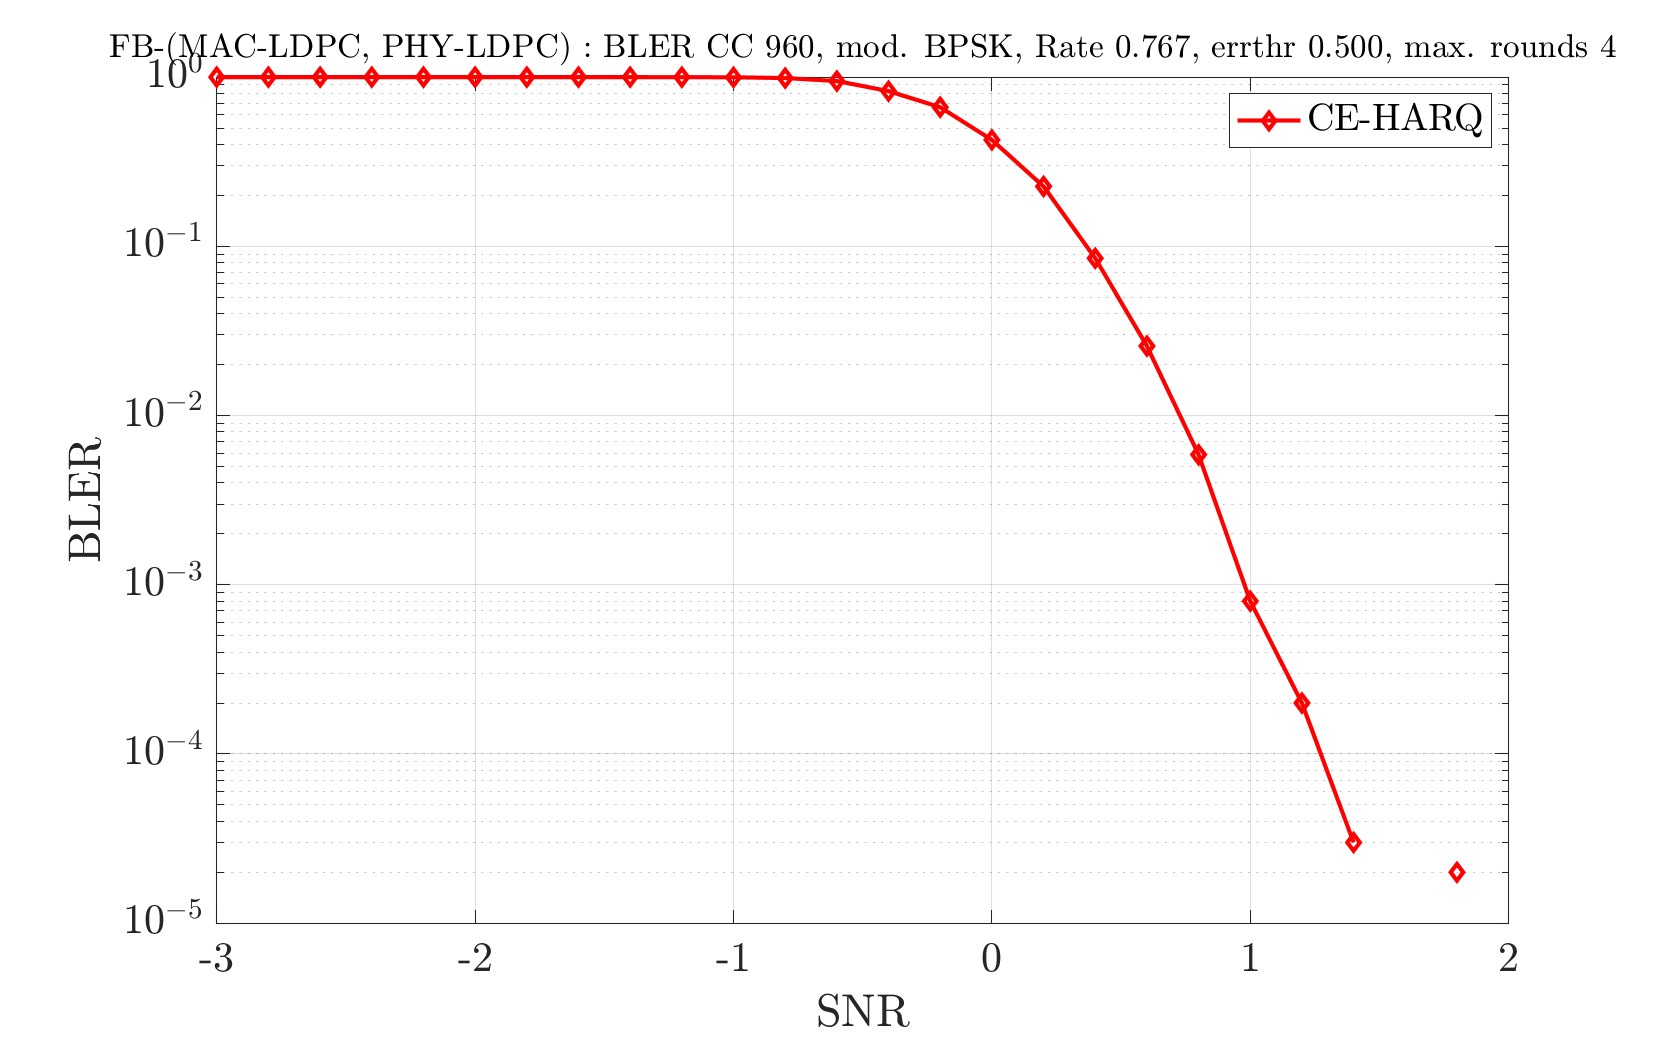 FB-(MAC-LDPC, PHY-LDPC) : BLER CC 960, mod. BPSK, Rate 0.767, errthr 0.500, max. rounds 4
10⁰
CE-HARQ
10⁻¹
10⁻²
BLER
10⁻³
10⁻⁴
10⁻⁵
-3 -2 -1 0 1 2
SNR